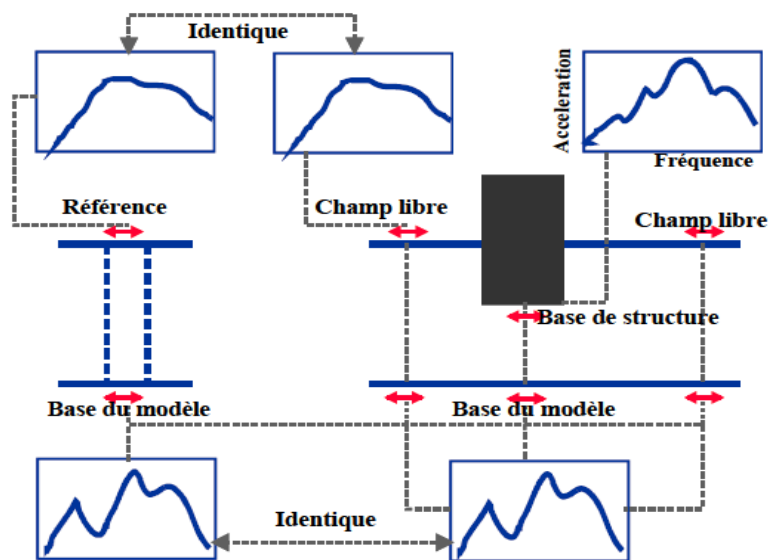 Identique
Acceleration
Fréquence
Référence
Champ libre
Champ libre
Base de structure
Base du modèle
Base du modèle
Identique